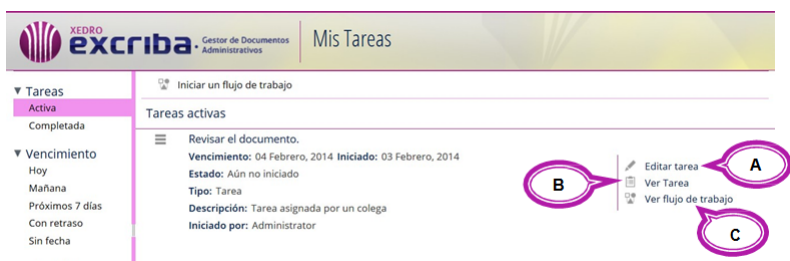 XEDRO
excriba. Gestor de Documentos
Administrativos
Mis Tareas
▼ Tareas
Activa
Completada
▼ Vencimiento
Hoy
Mañana
Próximos 7 días
Con retraso
Sin fecha
Iniciar un flujo de trabajo
Tareas activas
Revisar el documento.
Vencimiento: 04 Febrero, 2014 Iniciado: 03 Febrero, 2014
Estado: Aún no iniciado
Tipo: Tarea
Descripción: Tarea asignada por un colega
Iniciado por: Administrator
Editar tarea
Ver Tarea
Ver flujo de trabajo
A
B
C